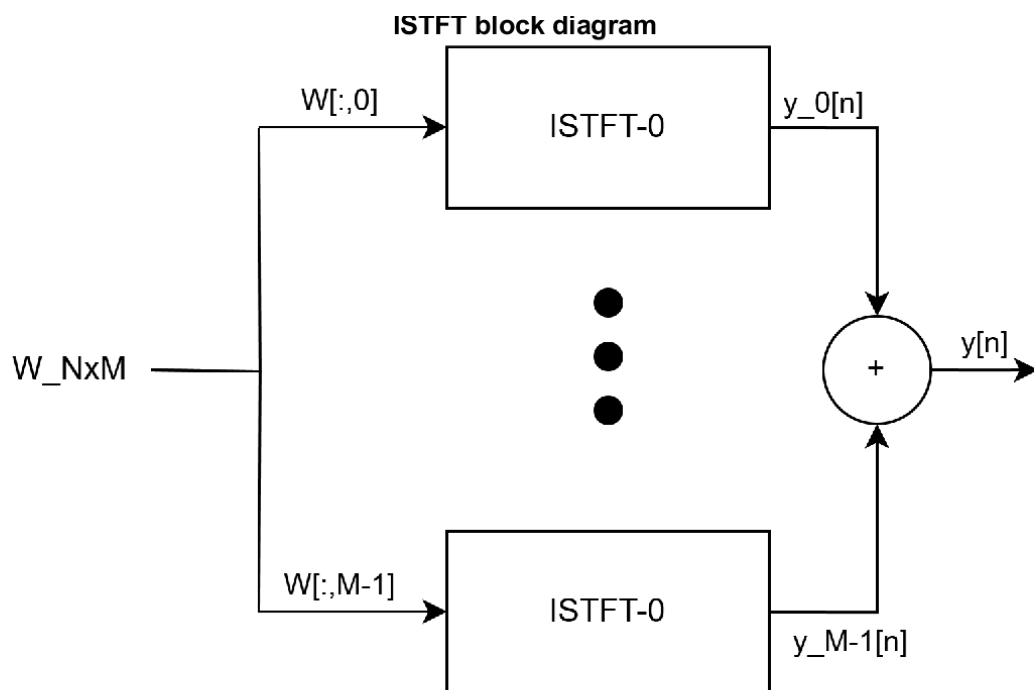 ISTFT block diagram
W[:,0]
ISTFT-0
y_0[n]
W_NxM
+
y[n]
W[:,M-1]
ISTFT-0
y_M-1[n]